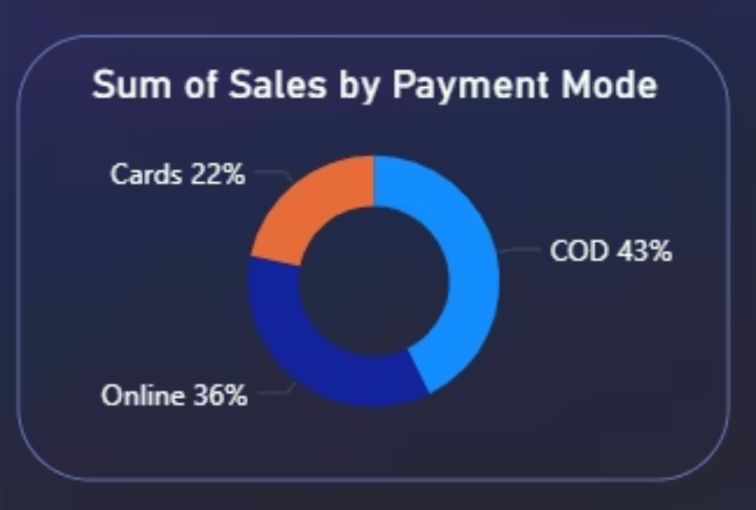 Sum of Sales by Payment Mode
Cards 22%
COD 43%
Online 36%